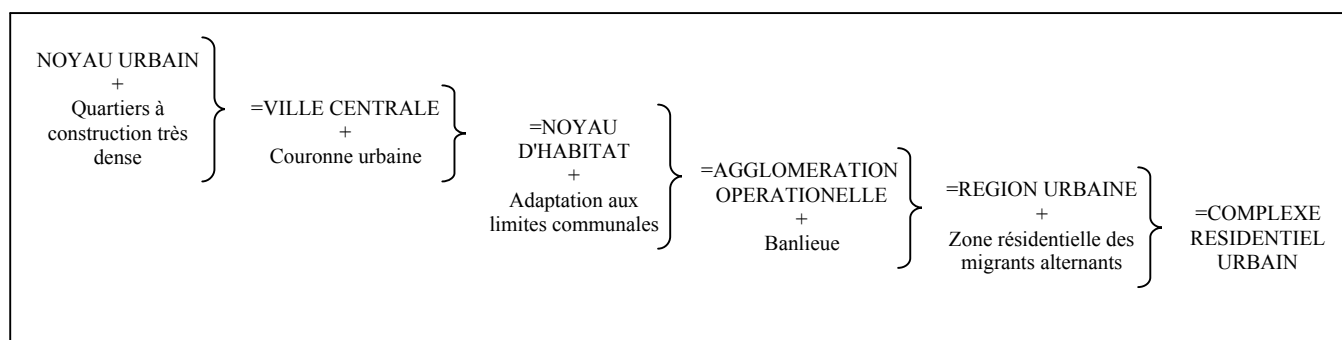 NOYAU URBAIN
+
Quartiers à
construction très
dense
=VILLE CENTRALE
+
Couronne urbaine
=NOYAU
D'HABITAT
+
Adaptation aux
limites communales
=AGGLOMERATION
OPERATIONELLE
+
Banlieue
=REGION URBAINE
+
Zone résidentielle des
migrants alternants
=COMPLEXE
RESIDENTIEL
URBAIN